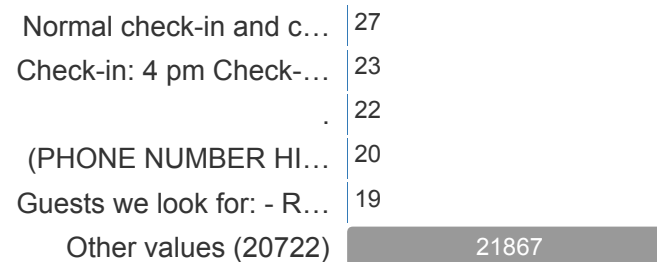 Normal check-in and c… 27
Check-in: 4 pm Check-… 23
. 22
(PHONE NUMBER HI… 20
Guests we look for: - R… 19
Other values (20722) 21867